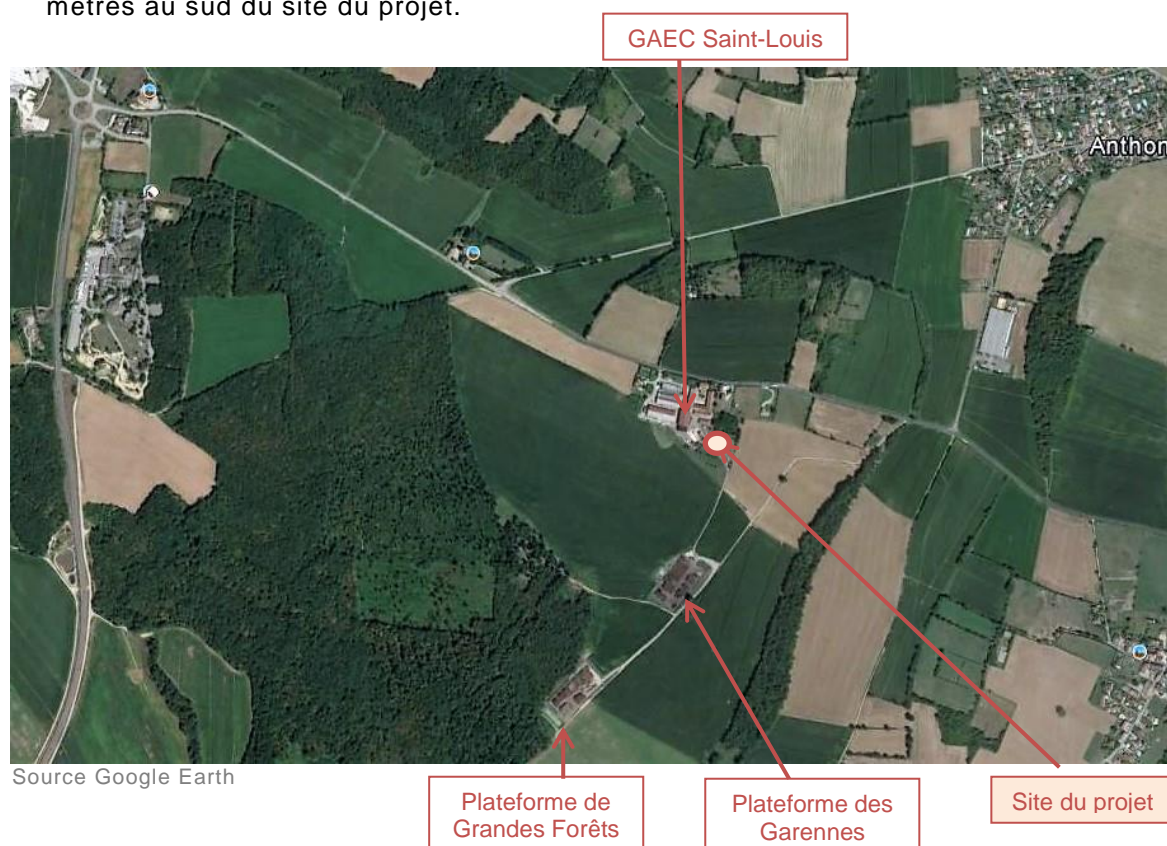 mètres au sud du site du projet.
GAEC Saint-Louis
Anthon
Source Google Earth
Plateforme de
Grandes Forêts
Plateforme des
Garennes
Site du projet